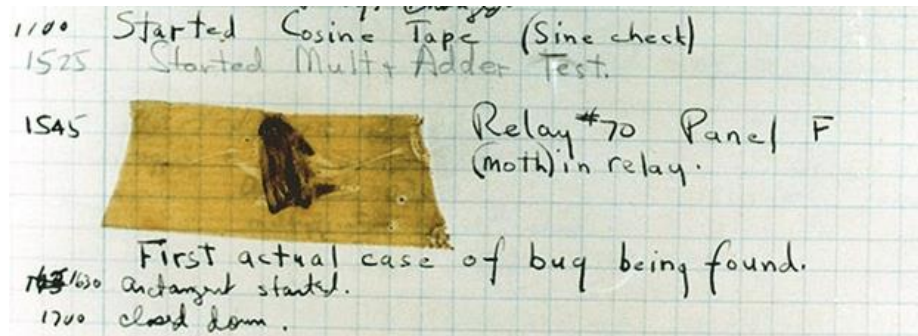 1100 Started Cosine Tape (Sine check)
1525 Started Mult + Adder Test.
1545 Relay #70 Panel F
(moth) in relay.
First actual case of bug being found.
1630 arctangent started.
1700 closed down.